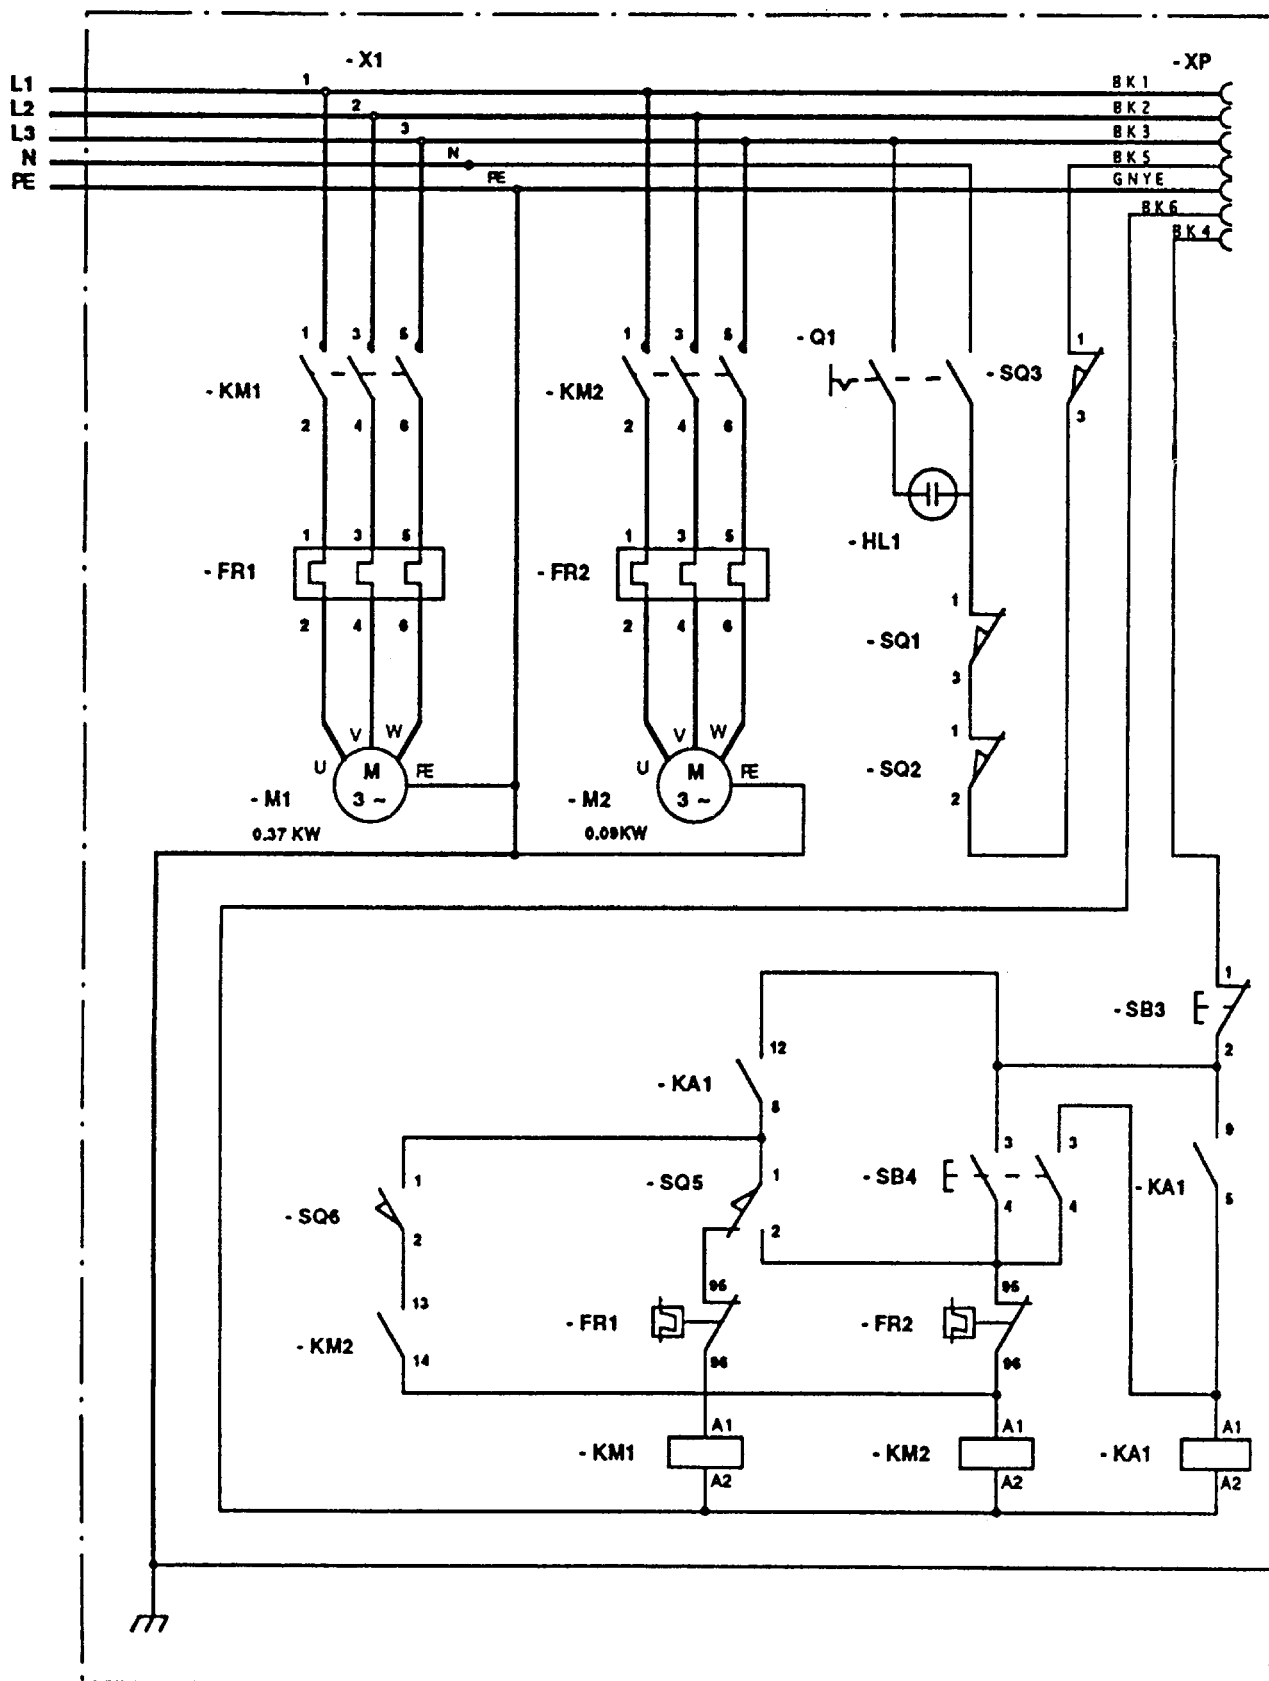 - X1 - XP
L1 1 BK1
L2 2 BK2
L3 3 BK3
N N BK5
PE PE GNYE
BK6
BK4
1 3 5 1 3 5 - Q1 1
- KM1 - KM2 - SQ3
2 4 6 2 4 6 3
- HL1
1 3 5 1 3 5
- FR1 - FR2
2 4 6 2 4 6 1
- SQ1
3
U V W U V W 1
M PE M PE - SQ2
- M1 3 ~ - M2 3 ~ 2
0.37 KW 0.09KW
1
- SB3
2
12
- KA1
8 9
1 1 3 3
- SQ6 - SQ5 - SB4 - KA1
2 2 4 4 5
13 95 95
- KM2 - FR1 - FR2
14 96 96
A1 A1 A1
- KM1 - KM2 - KA1
A2 A2 A2